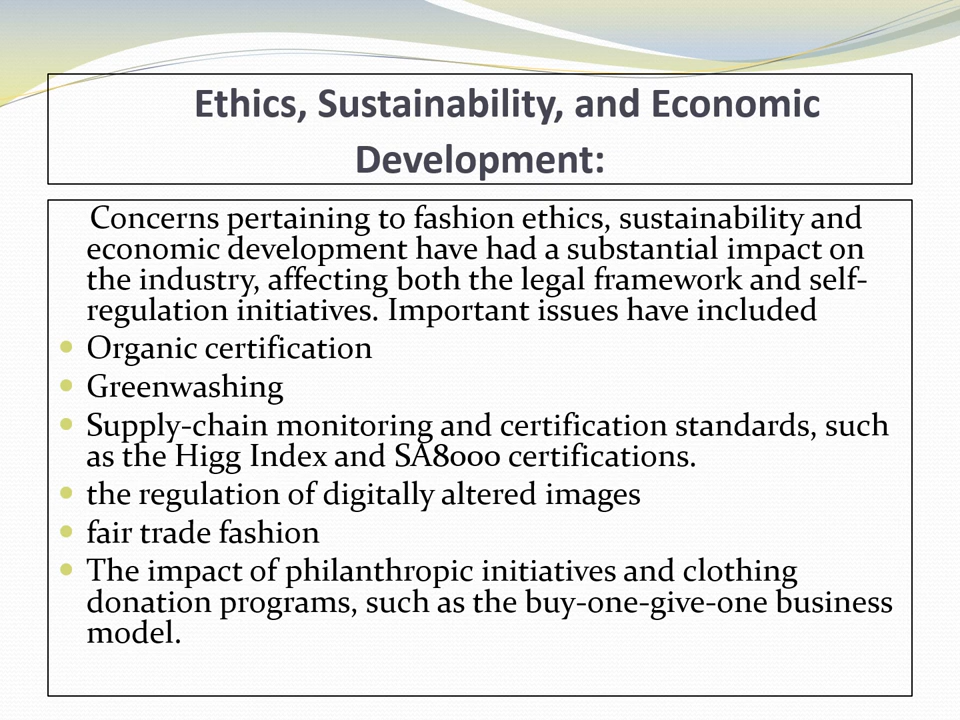 Ethics, Sustainability, and Economic
Development:
Concerns pertaining to fashion ethics, sustainability and
economic development have had a substantial impact on
the industry, affecting both the legal framework and self-
regulation initiatives. Important issues have included
Organic certification
Greenwashing
Supply-chain monitoring and certification standards, such
as the Higg Index and SA8000 certifications.
the regulation of digitally altered images
fair trade fashion
The impact of philanthropic initiatives and clothing
donation programs, such as the buy-one-give-one business
model.